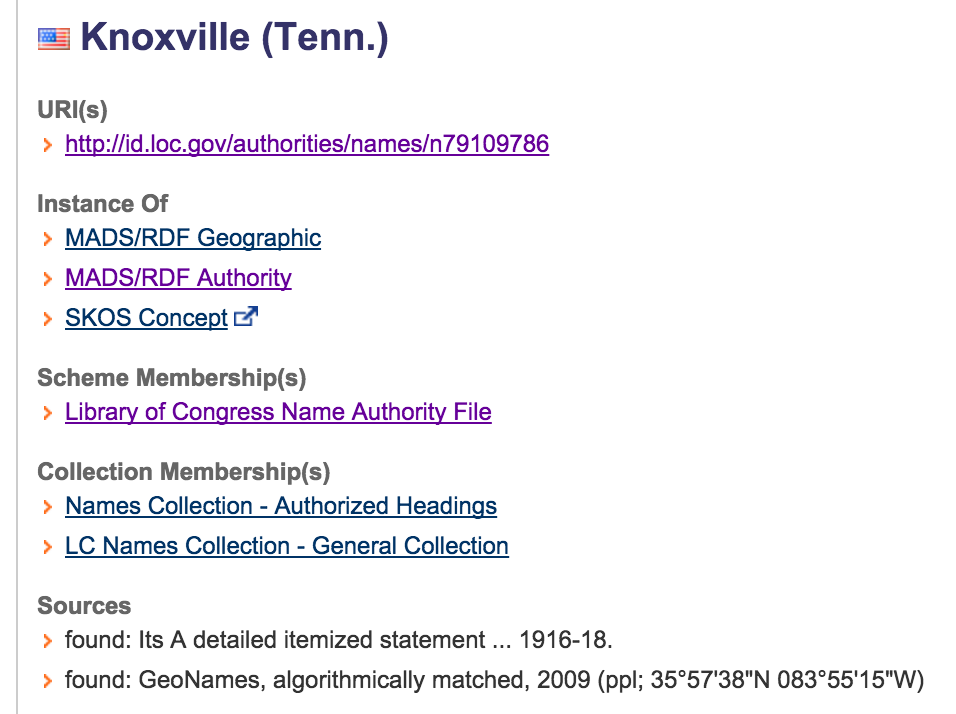 Knoxville (Tenn.)
URI(s)
http://id.loc.gov/authorities/names/n79109786
Instance Of
MADS/RDF Geographic
MADS/RDF Authority
SKOS Concept
Scheme Membership(s)
Library of Congress Name Authority File
Collection Membership(s)
Names Collection - Authorized Headings
LC Names Collection - General Collection
Sources
found: Its A detailed itemized statement ... 1916-18.
found: GeoNames, algorithmically matched, 2009 (ppl; 35°57'38"N 083°55'15"W)